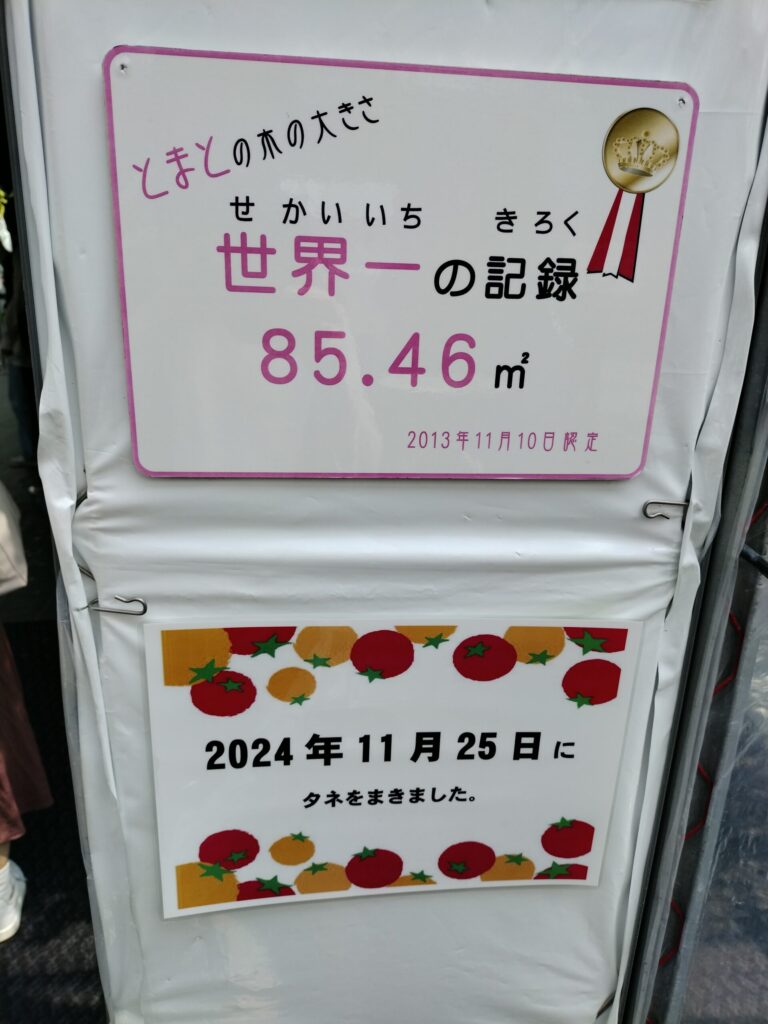 とまとの木の大きさ
せかいいち きろく
世界一の記録
85.46㎡
2013年11月10日認定
2024年11月25日に
タネをまきました。